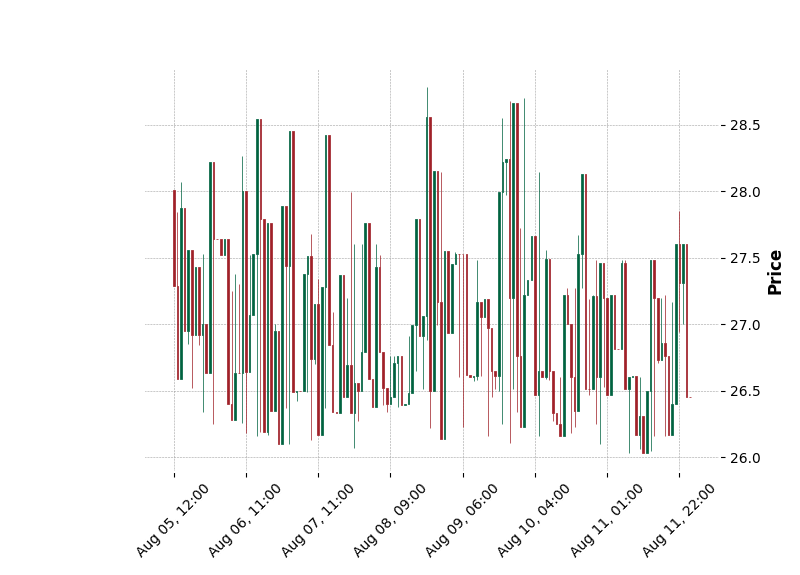 28.5
28.0
27.5
27.0
26.5
26.0
Price
Aug 05, 12:00
Aug 06, 11:00
Aug 07, 11:00
Aug 08, 09:00
Aug 09, 06:00
Aug 10, 04:00
Aug 11, 01:00
Aug 11, 22:00